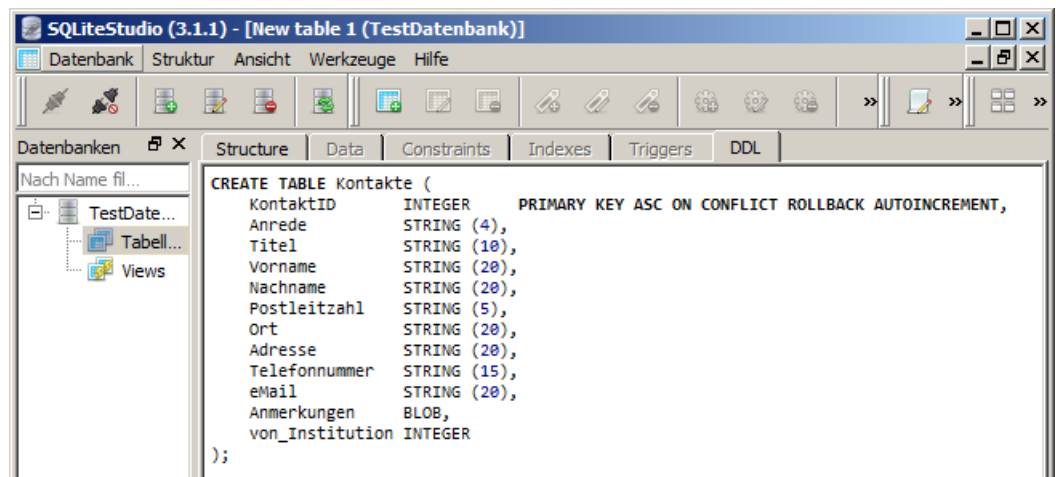 SQLiteStudio (3.1.1) - [New table 1 (TestDatenbank)]
Datenbank Struktur Ansicht Werkzeuge Hilfe
» » »
Datenbanken
Structure Data Constraints Indexes Triggers DDL
Nach Name fil...
TestDate...
Tabell...
Views
CREATE TABLE Kontakte (
KontaktID INTEGER PRIMARY KEY ASC ON CONFLICT ROLLBACK AUTOINCREMENT,
Anrede STRING (4),
Titel STRING (10),
Vorname STRING (20),
Nachname STRING (20),
Postleitzahl STRING (5),
Ort STRING (20),
Adresse STRING (20),
Telefonnummer STRING (15),
eMail STRING (20),
Anmerkungen BLOB,
von_Institution INTEGER
);